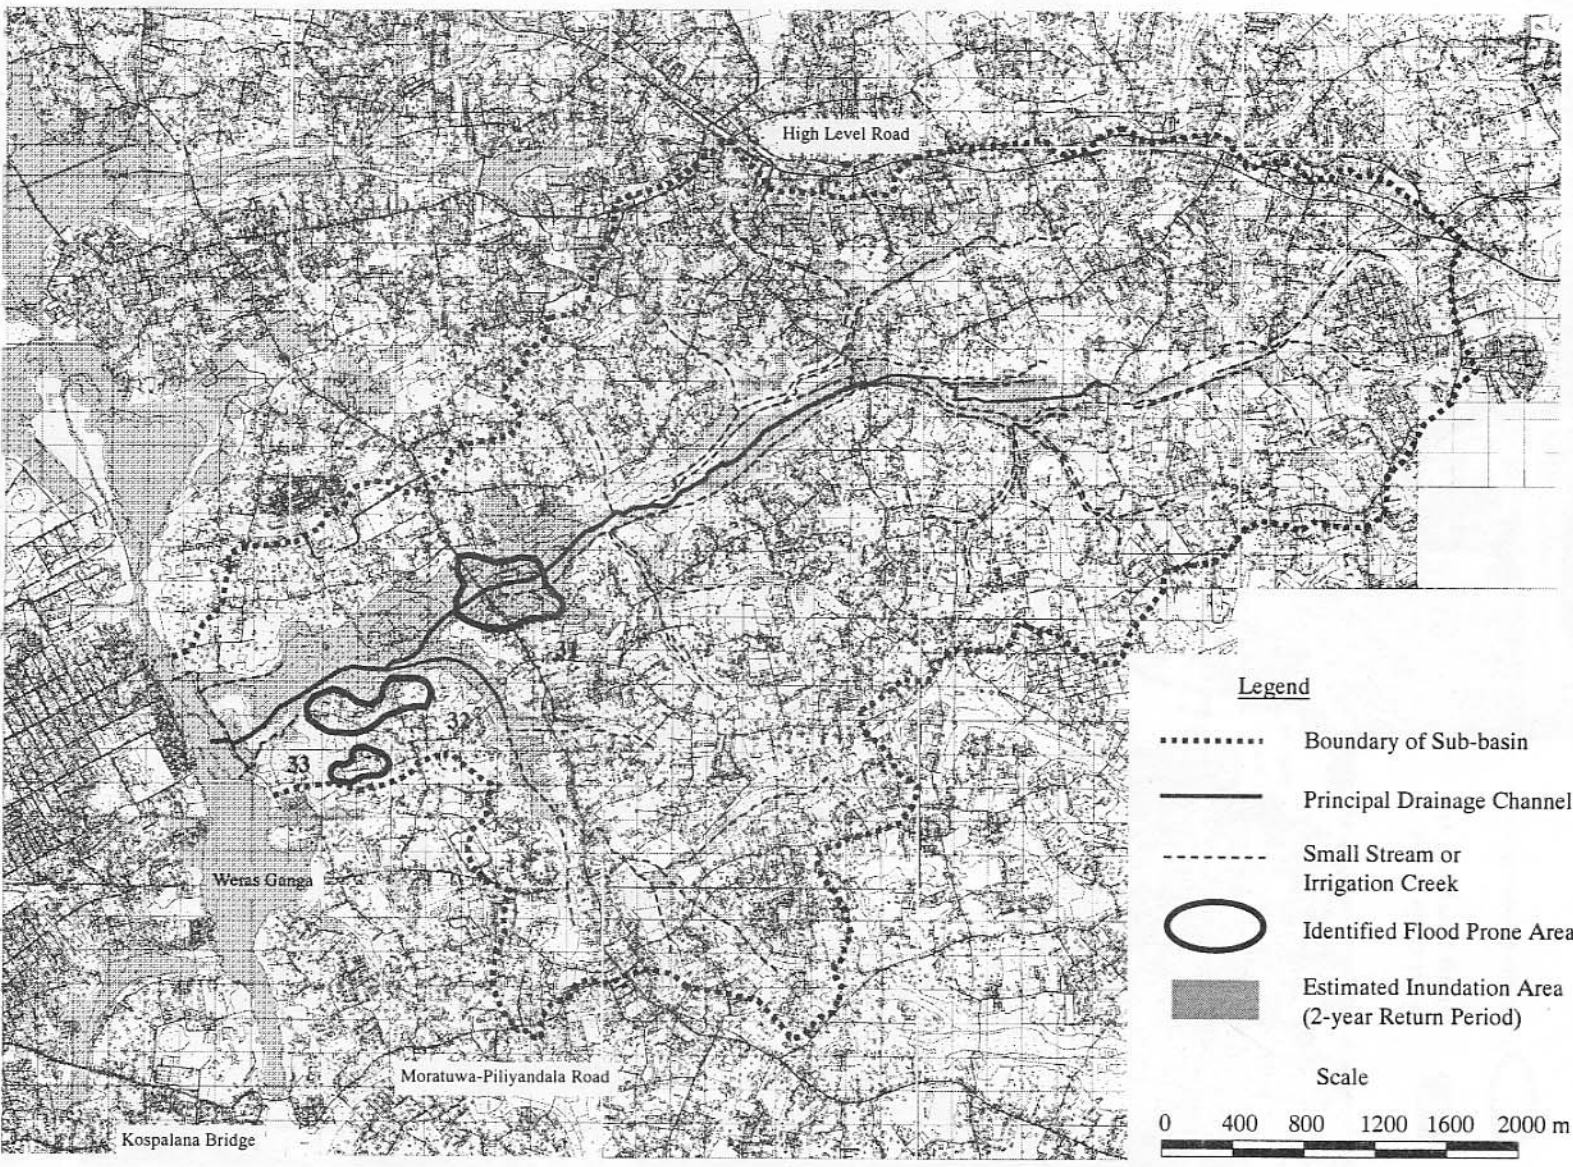 High Level Road
31
32
33
Weras Ganga
Moratuwa-Piliyandala Road
Kospalana Bridge
Legend
Boundary of Sub-basin
Principal Drainage Channel
Small Stream or
Irrigation Creek
Identified Flood Prone Area
Estimated Inundation Area
(2-year Return Period)
Scale
0 400 800 1200 1600 2000 m